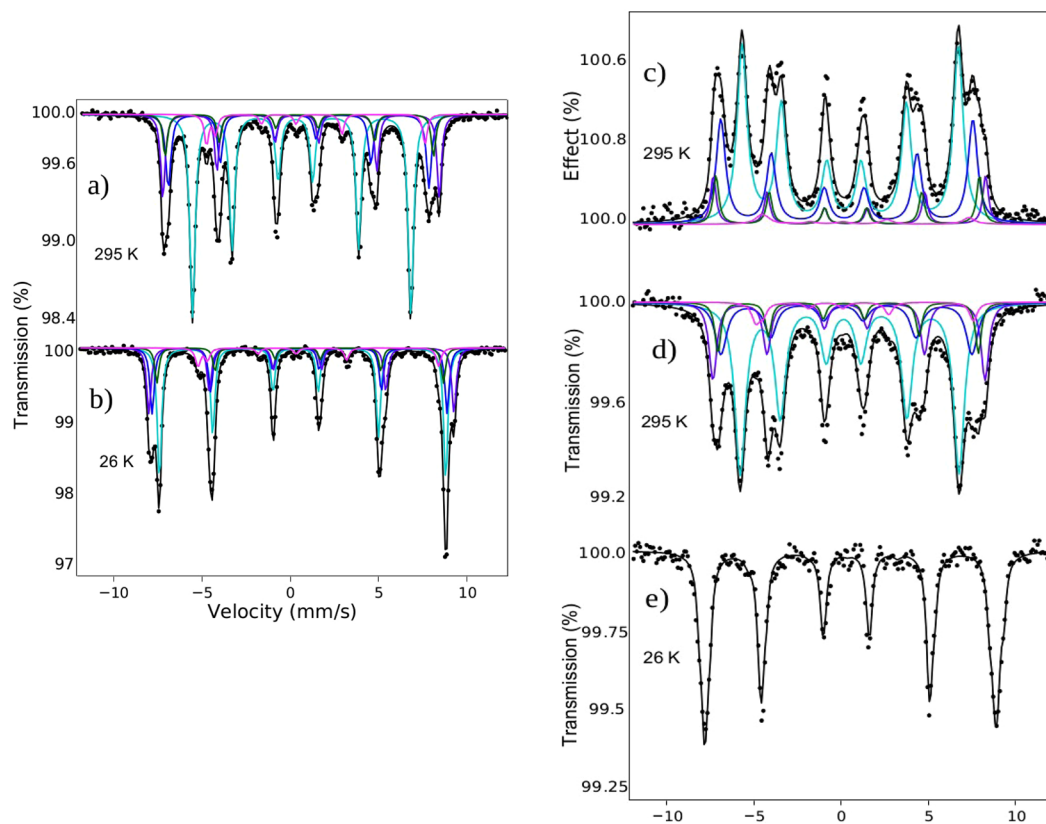 100.0
99.6
a)
99.0
295 K
98.4
100
b)
99
26 K
98
97
Transmission (%)
−10 −5 0 5 10
Velocity (mm/s)
c)
100.6
100.8
295 K
100.0
Effect (%)
100.0
d)
99.6
295 K
99.2
Transmission (%)
100.0
e)
99.75
26 K
99.5
99.25
Transmission (%)
−10 −5 0 5 10